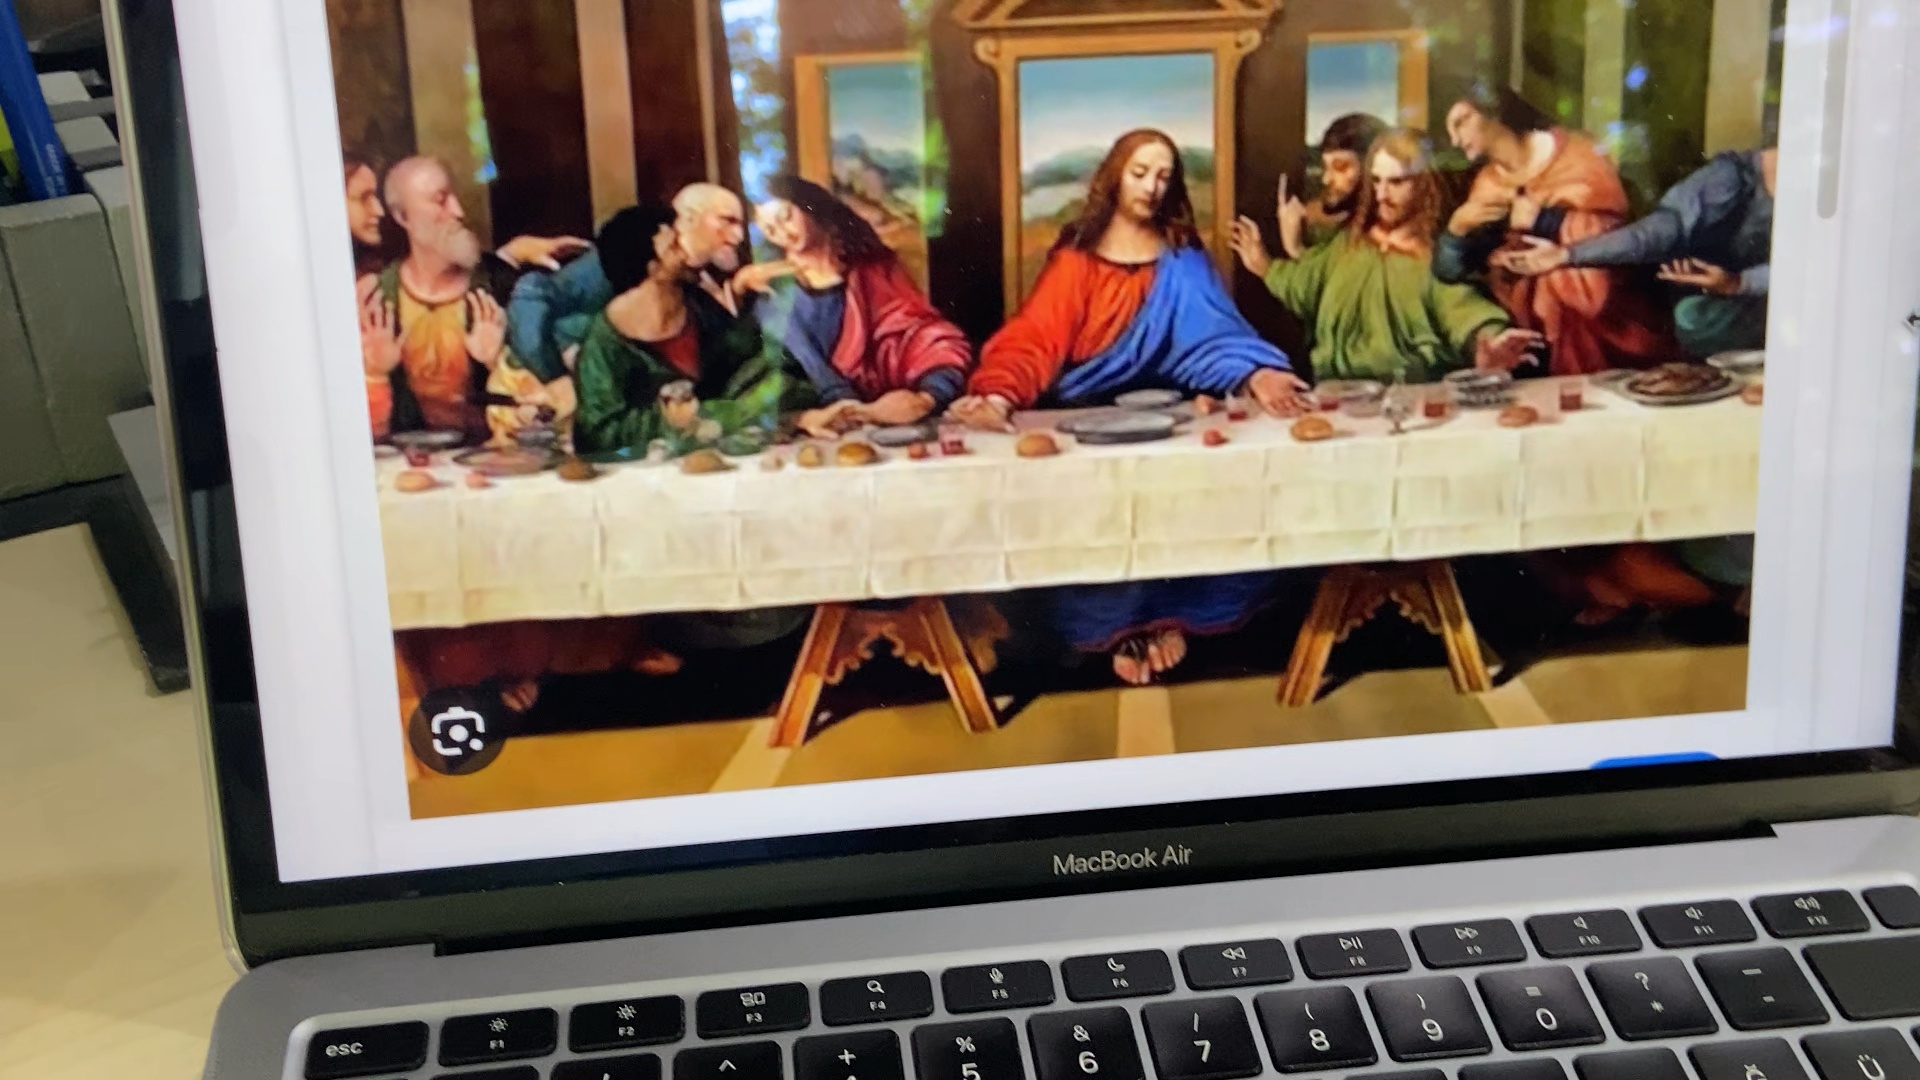 MacBook Air
esc F1 F2 F3 F4 F5 F6 F7 F8 F9 F10 F11 F12
^ + % 5 & 6 / 7 ( 8 ) 9 = 0 ? * _ -
Ü